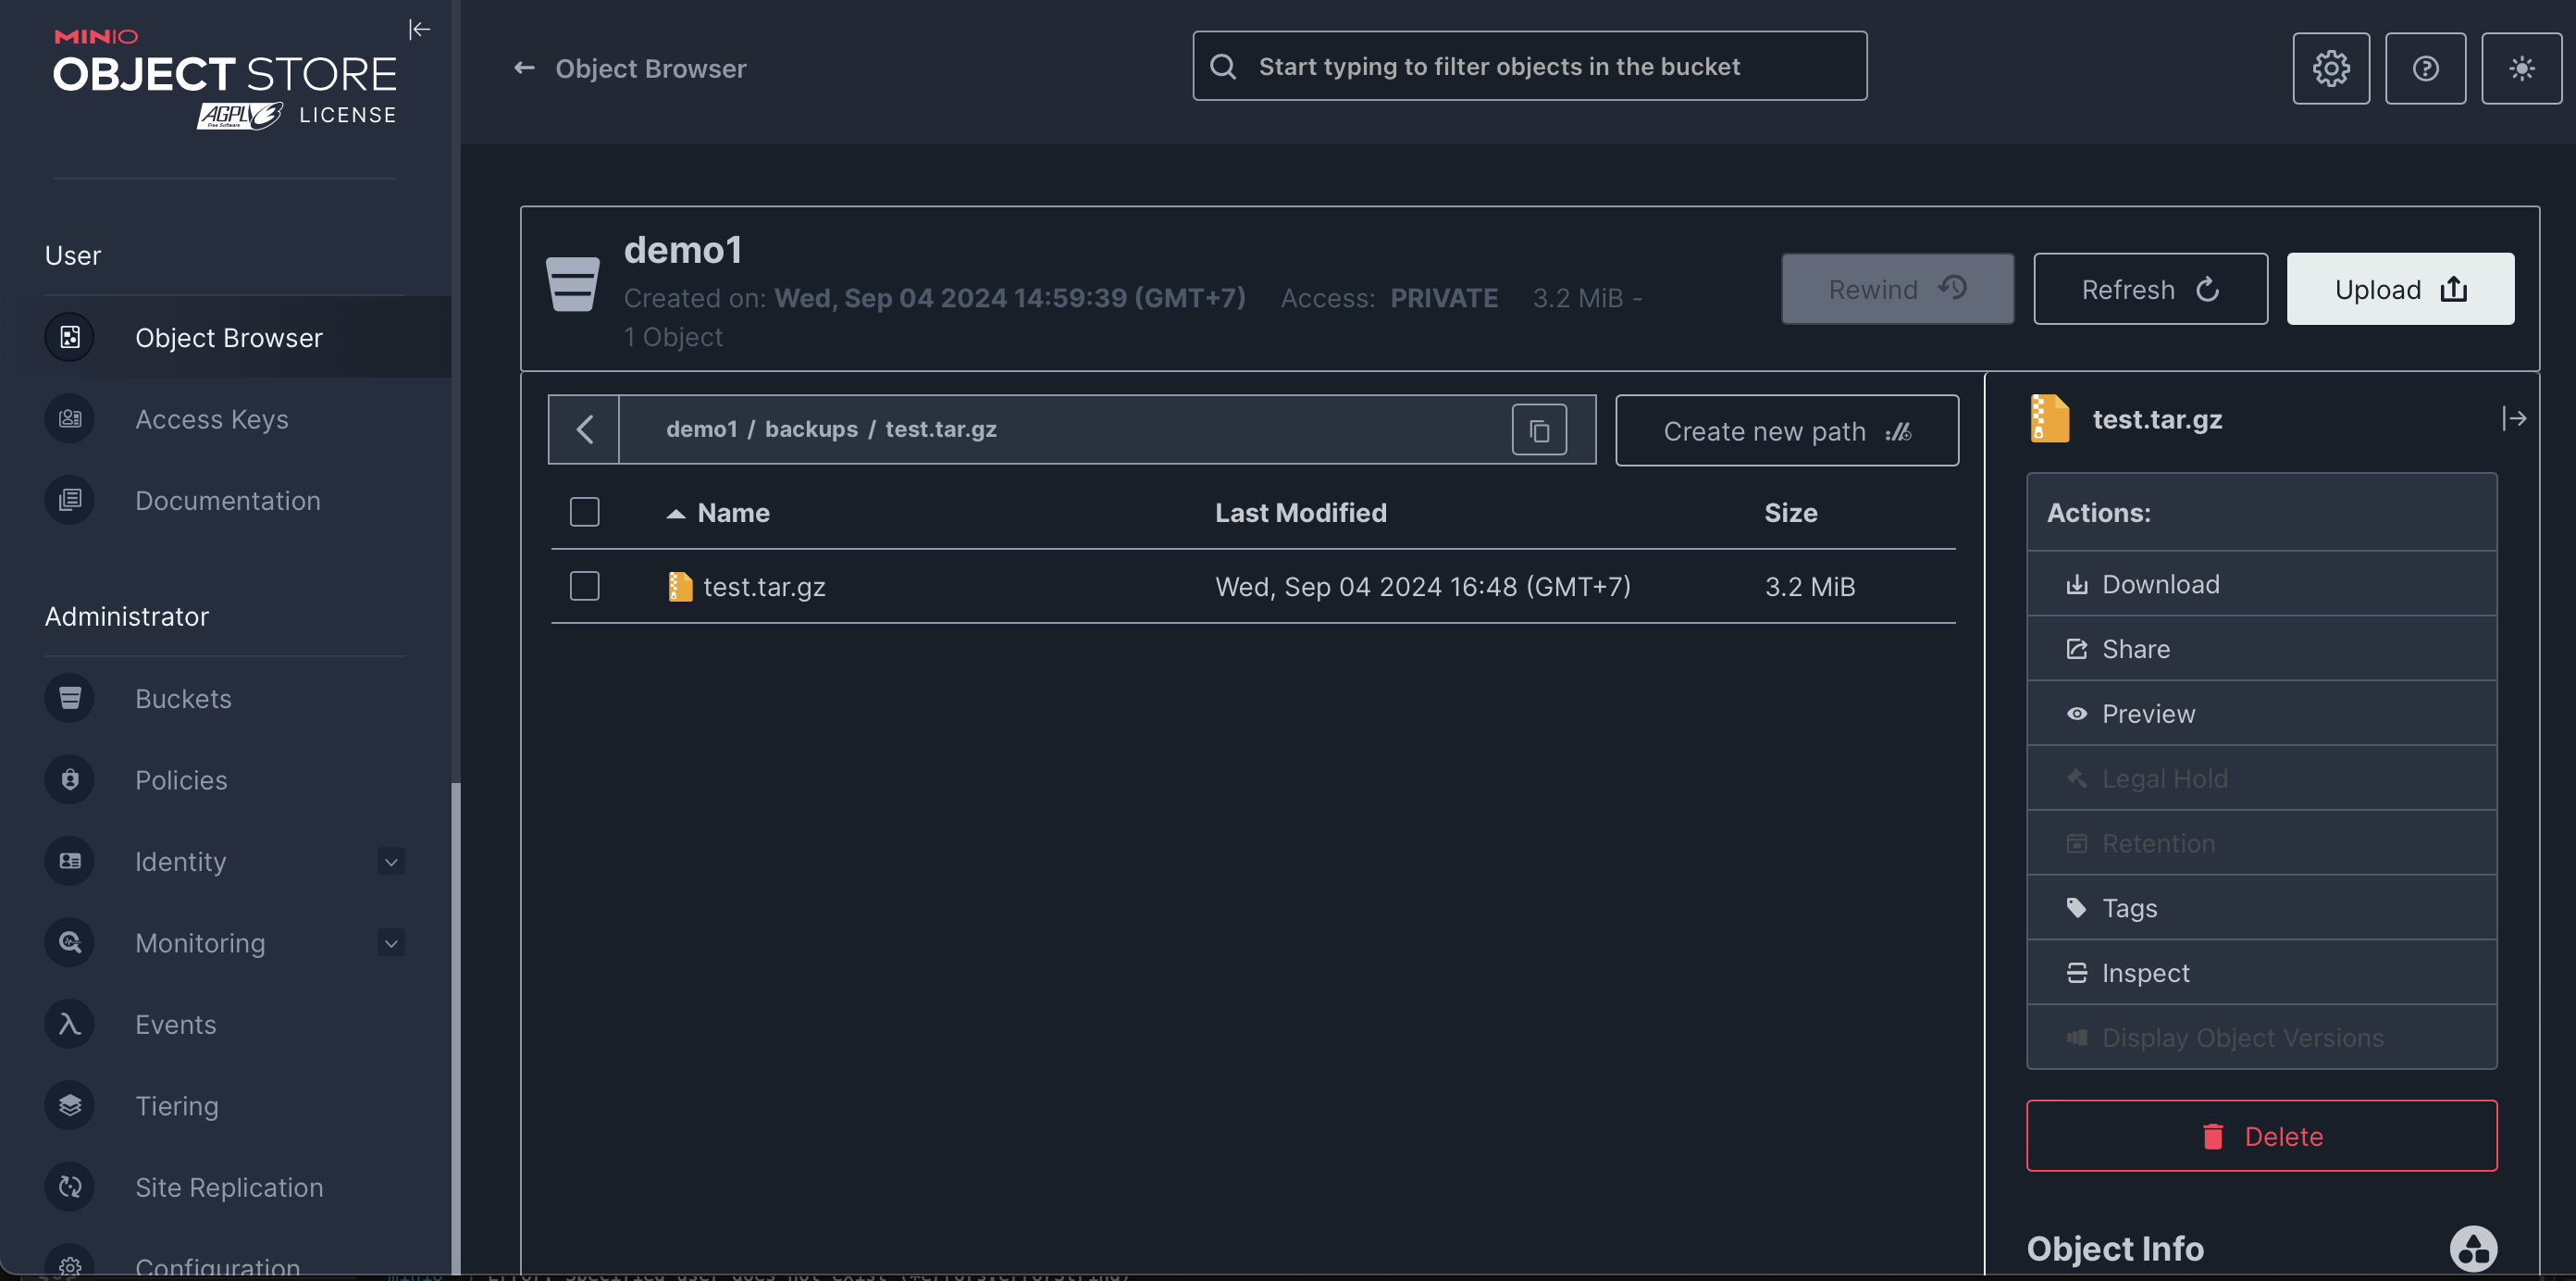 MINIO
OBJECT STORE
AGPL v3 LICENSE
Free Software
User
Object Browser
Access Keys
Documentation
Administrator
Buckets
Policies
Identity
Monitoring
Events
Tiering
Site Replication
Configuration
Object Browser
Start typing to filter objects in the bucket
demo1
Created on: Wed, Sep 04 2024 14:59:39 (GMT+7) Access: PRIVATE 3.2 MiB -
1 Object
Rewind
Refresh
Upload
demo1 / backups / test.tar.gz
Create new path
Name Last Modified Size
test.tar.gz Wed, Sep 04 2024 16:48 (GMT+7) 3.2 MiB
test.tar.gz
Actions:
Download
Share
Preview
Legal Hold
Retention
Tags
Inspect
Display Object Versions
Delete
Object Info